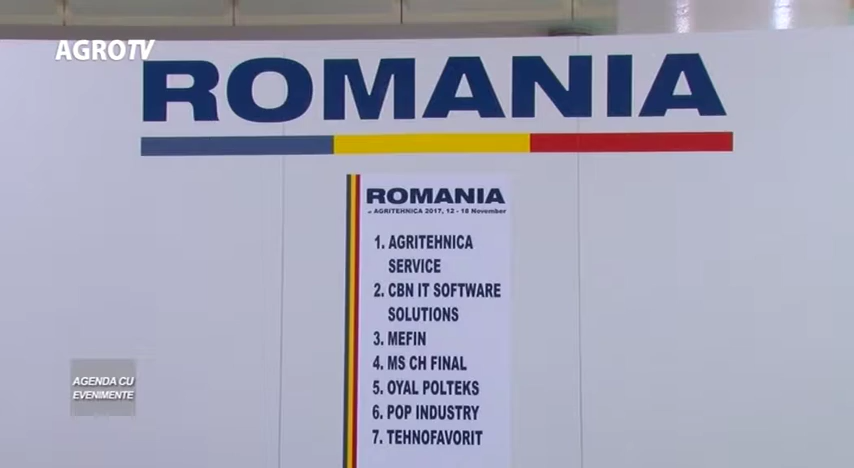 AGROTV
ROMANIA
ROMANIA
at AGRITEHNICA 2017, 12 - 18 November
1. AGRITEHNICA
SERVICE
2. CBN IT SOFTWARE
SOLUTIONS
3. MEFIN
4. MS CH FINAL
5. OYAL POLTEKS
6. POP INDUSTRY
7. TEHNOFAVORIT
AGENDA CU
EVENIMENTE